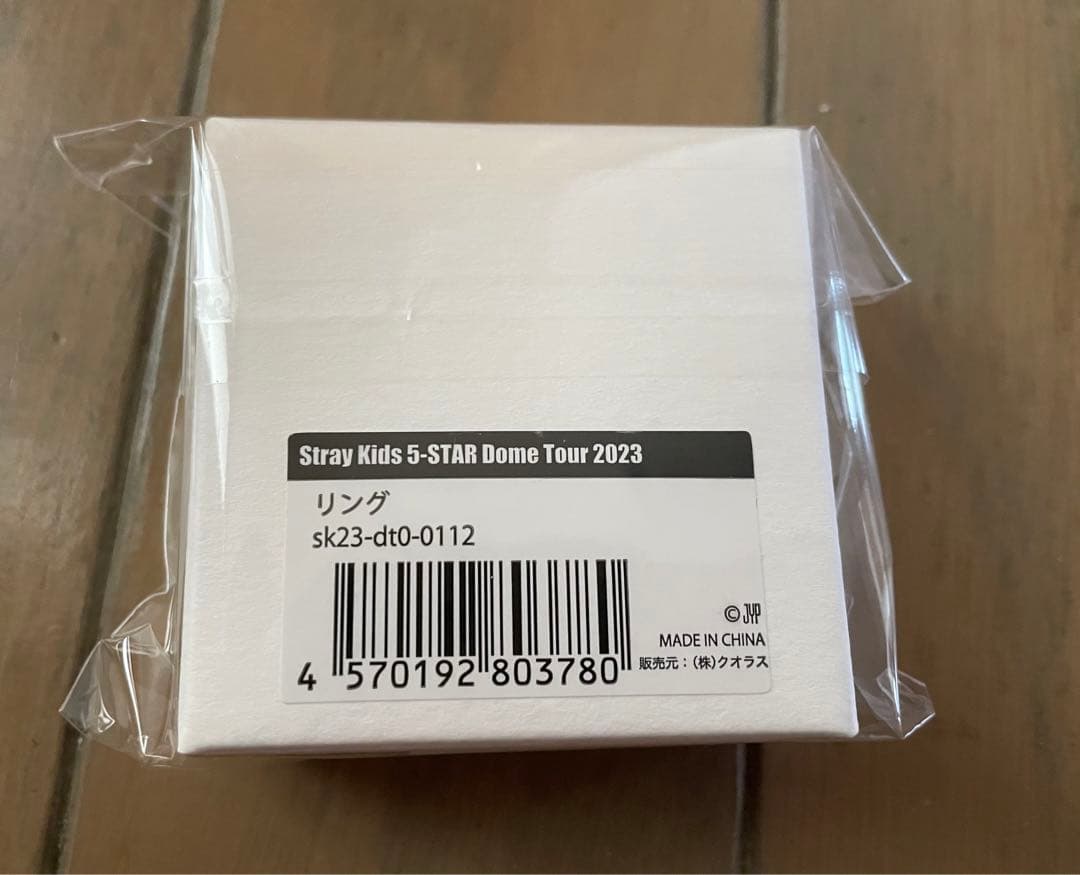 Stray Kids 5-STAR Dome Tour 2023
リング
sk23-dt0-0112
© JYP
MADE IN CHINA
販売元：(株)クオラス
4 570192 803780